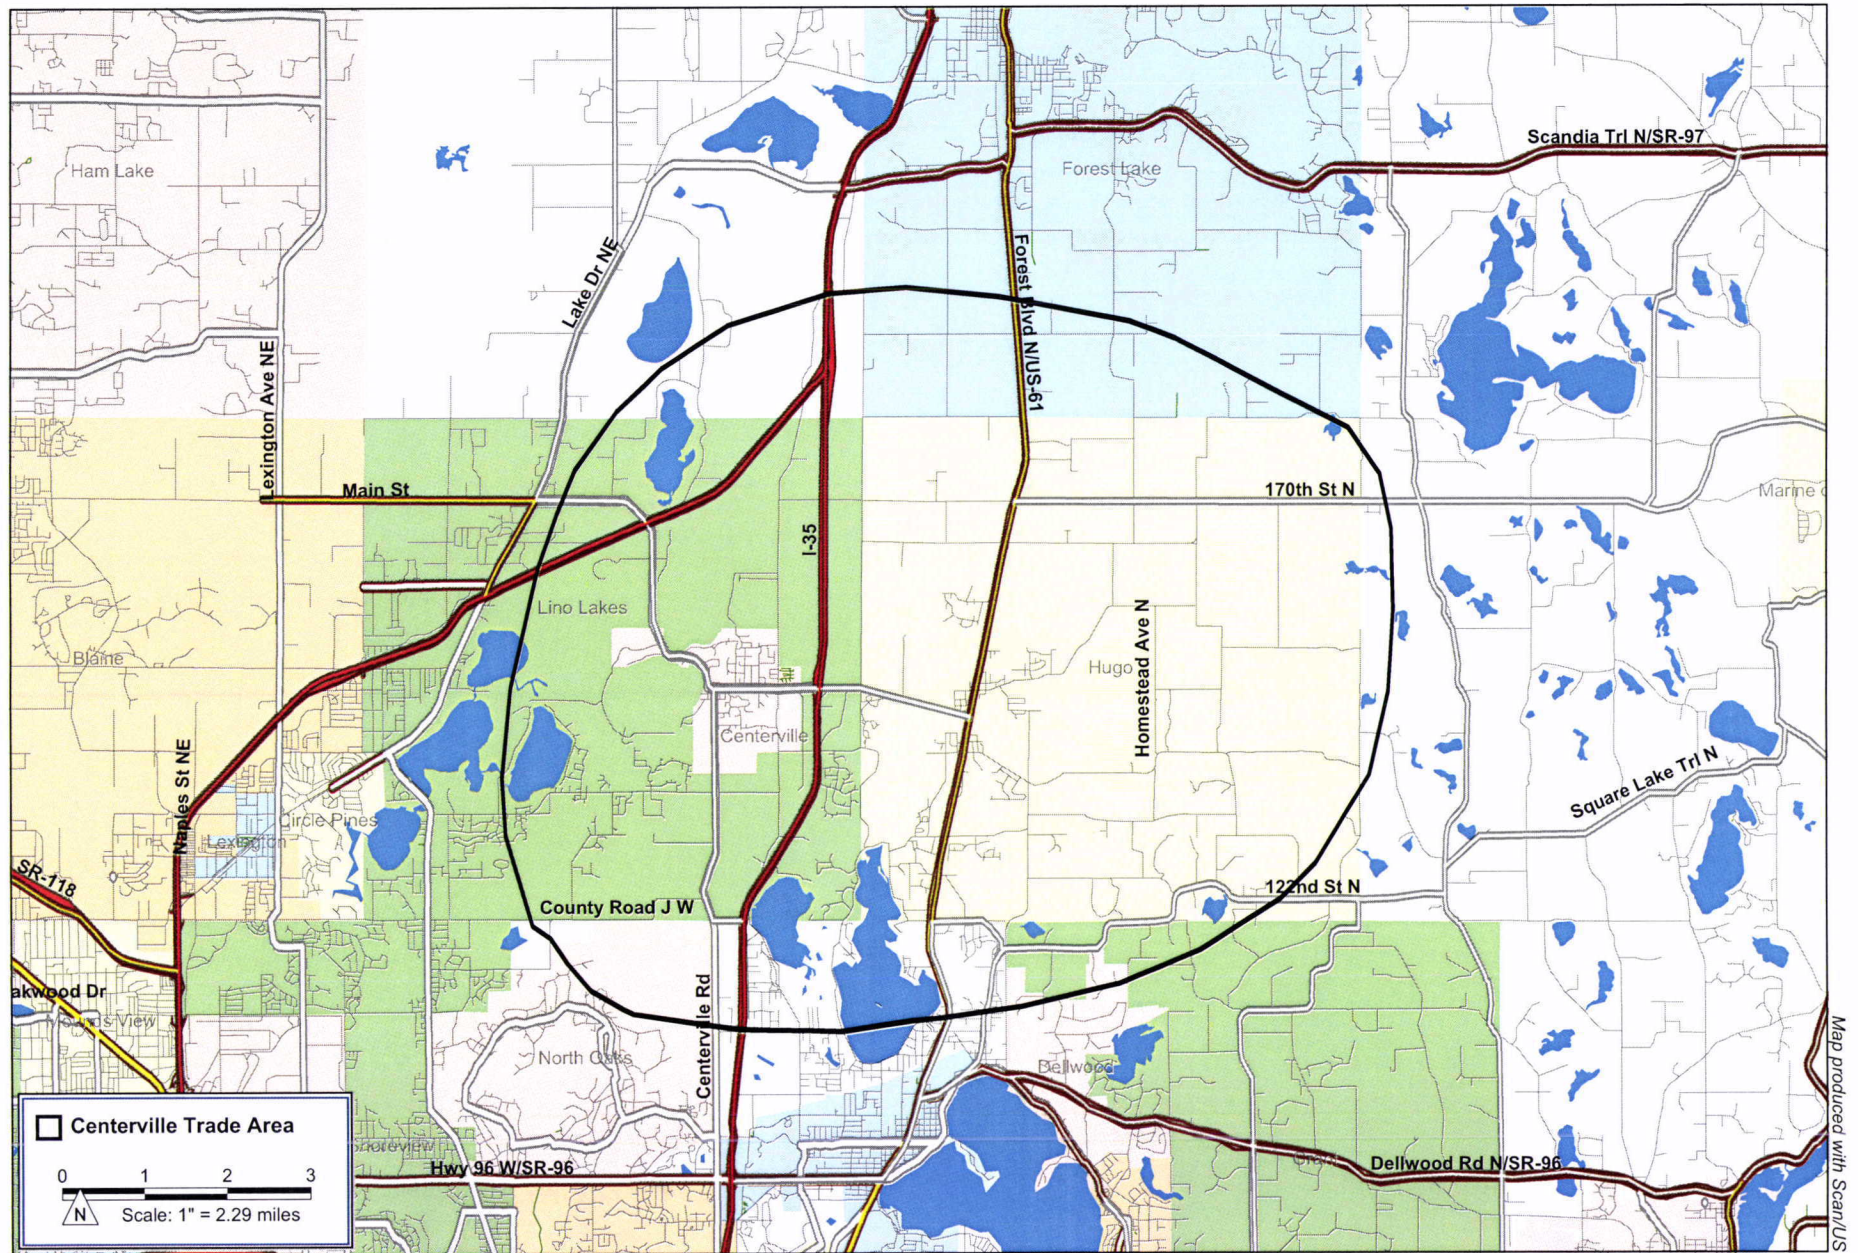 Scandia Trl N/SR-97
Ham Lake
Forest Lake
Lake Dr NE
Forest Blvd N/US-61
Lexington Ave NE
Main St
170th St N
Marine o
I-35
Lino Lakes
Blaine
Hugo
Homestead Ave N
Centerville
Naples St NE
Square Lake Trl N
Circle Pines
Lexington
SR-118
122nd St N
County Road J W
akwood Dr
Mounds View
Centerville Rd
North Oaks
Dellwood
Shoreview
Grant
Hwy 96 W/SR-96
Dellwood Rd N/SR-96
Centerville Trade Area
0 1 2 3
N
Scale: 1" = 2.29 miles
Map produced with Scan/US